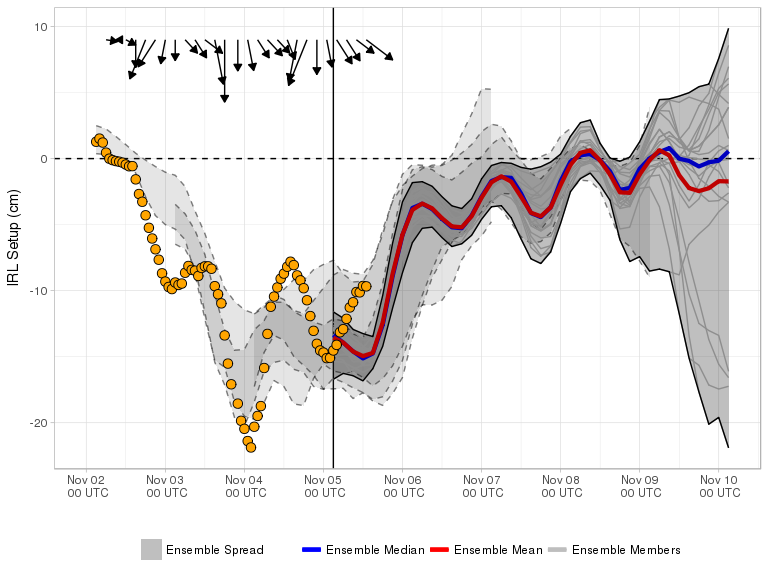 10
0
-10
-20
IRL Setup (cm)
Nov 02 Nov 03 Nov 04 Nov 05 Nov 06 Nov 07 Nov 08 Nov 09 Nov 10
00 UTC 00 UTC 00 UTC 00 UTC 00 UTC 00 UTC 00 UTC 00 UTC 00 UTC
Ensemble Spread Ensemble Median Ensemble Mean Ensemble Members